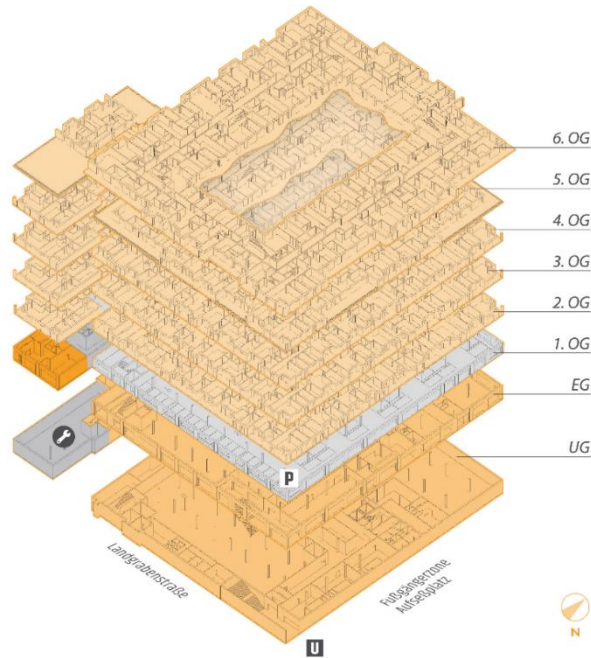 6. OG
5. OG
4. OG
3. OG
2. OG
1. OG
EG
UG
P
Landgrabenstraße
Fußgängerzone
Aufseßplatz
U
N